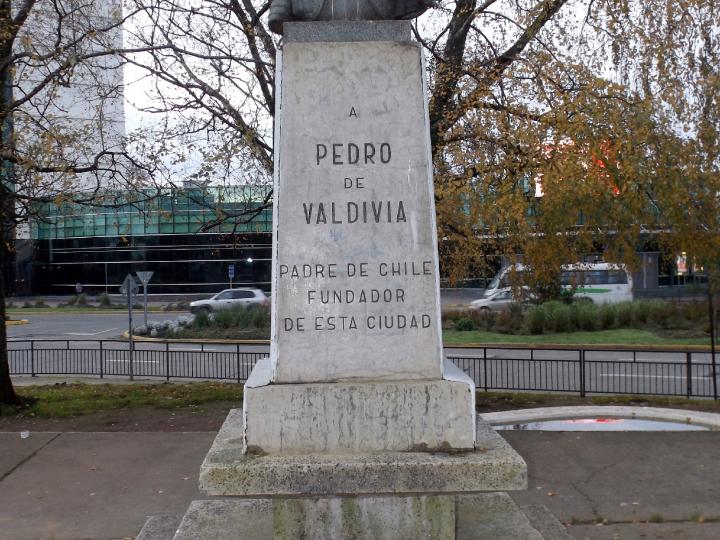 A
PEDRO
DE
VALDIVIA
PADRE DE CHILE
FUNDADOR
DE ESTA CIUDAD